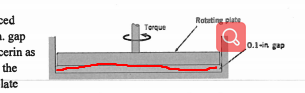 ced
n. gap
cerin as
the
late
Torque
Rotating plate
0.1-in. gap